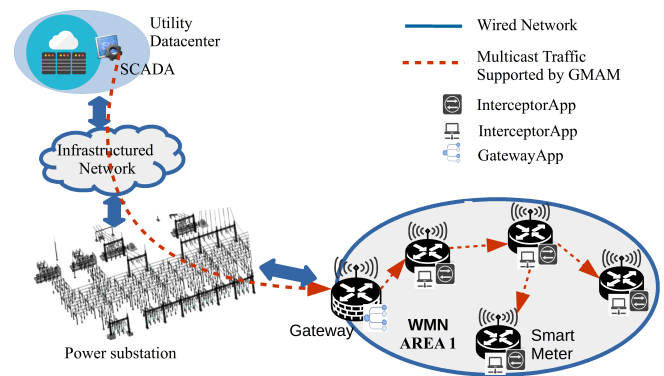 Utility
Datacenter
SCADA
Infrastructured
Network
Power substation
Wired Network
Multicast Traffic
Supported by GMAM
InterceptorApp
InterceptorApp
GatewayApp
Gateway
WMN
AREA 1
Smart
Meter